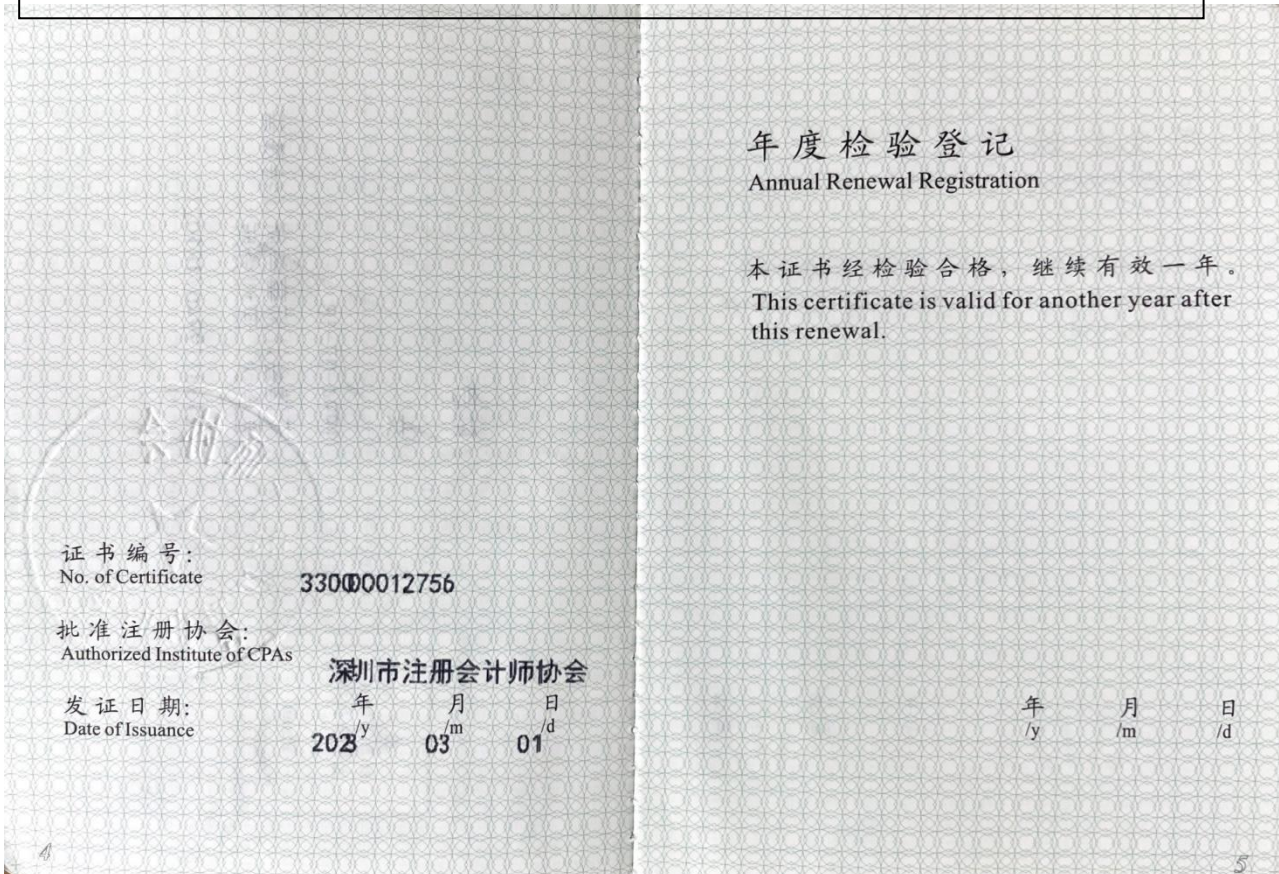 证书编号:
No. of Certificate
330000012756
批准注册协会:
Authorized Institute of CPAs
深圳市注册会计师协会
发证日期:
Date of Issuance
年 月 日
/y /m /d
2023 03 01
4
年度检验登记
Annual Renewal Registration
本证书经检验合格，继续有效一年。
This certificate is valid for another year after
this renewal.
年 月 日
/y /m /d
5